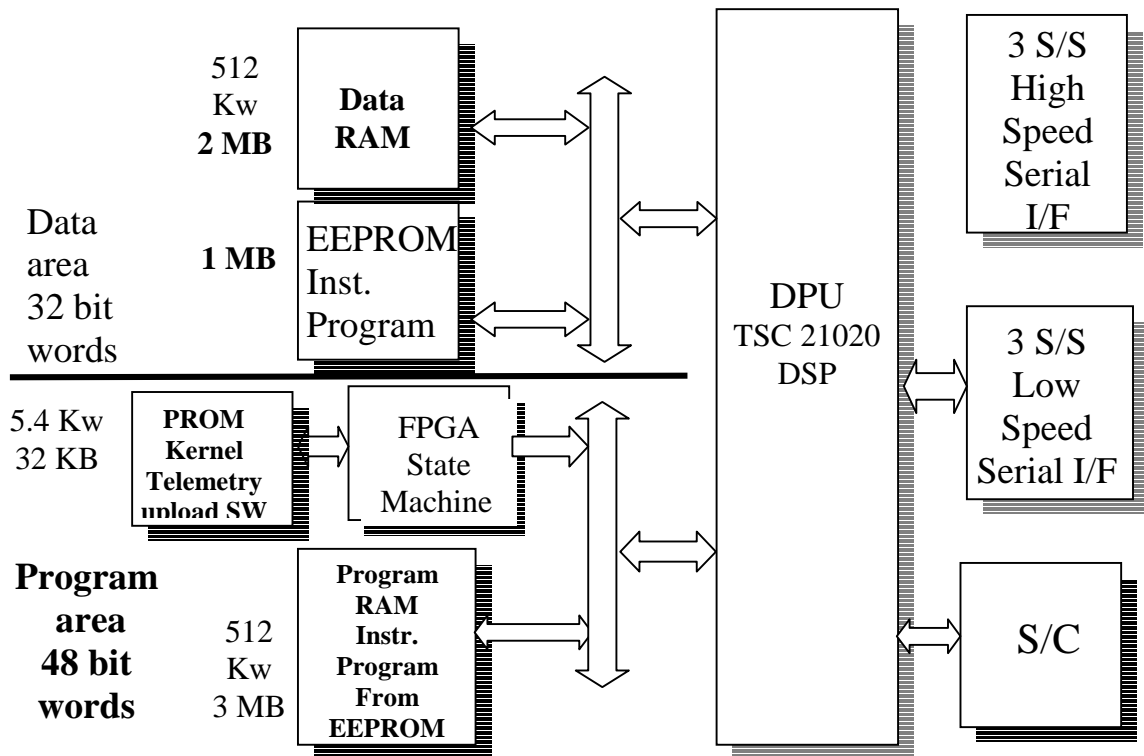 512
Kw
2 MB
Data
RAM
Data
area
32 bit
words
1 MB
EEPROM
Inst.
Program
5.4 Kw
32 KB
PROM
Kernel
Telemetry
upload SW
FPGA
State
Machine
Program
area
48 bit
words
512
Kw
3 MB
Program
RAM
Instr.
Program
From
EEPROM
DPU
TSC 21020
DSP
3 S/S
High
Speed
Serial
I/F
3 S/S
Low
Speed
Serial I/F
S/C